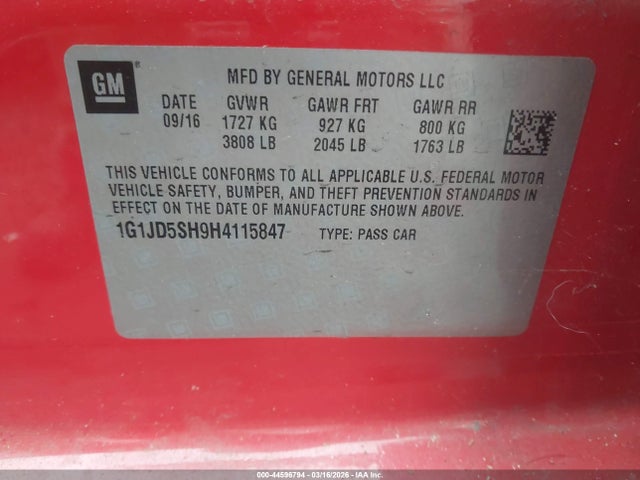 GM ®
MFD BY GENERAL MOTORS LLC
DATE GVWR GAWR FRT GAWR RR
09/16 1727 KG 927 KG 800 KG
3808 LB 2045 LB 1763 LB
THIS VEHICLE CONFORMS TO ALL APPLICABLE U.S. FEDERAL MOTOR
VEHICLE SAFETY, BUMPER, AND THEFT PREVENTION STANDARDS IN
EFFECT ON THE DATE OF MANUFACTURE SHOWN ABOVE.
1G1JD5SH9H4115847 TYPE: PASS CAR
000-44598794 | 03/16/2026 - IAAI.COM